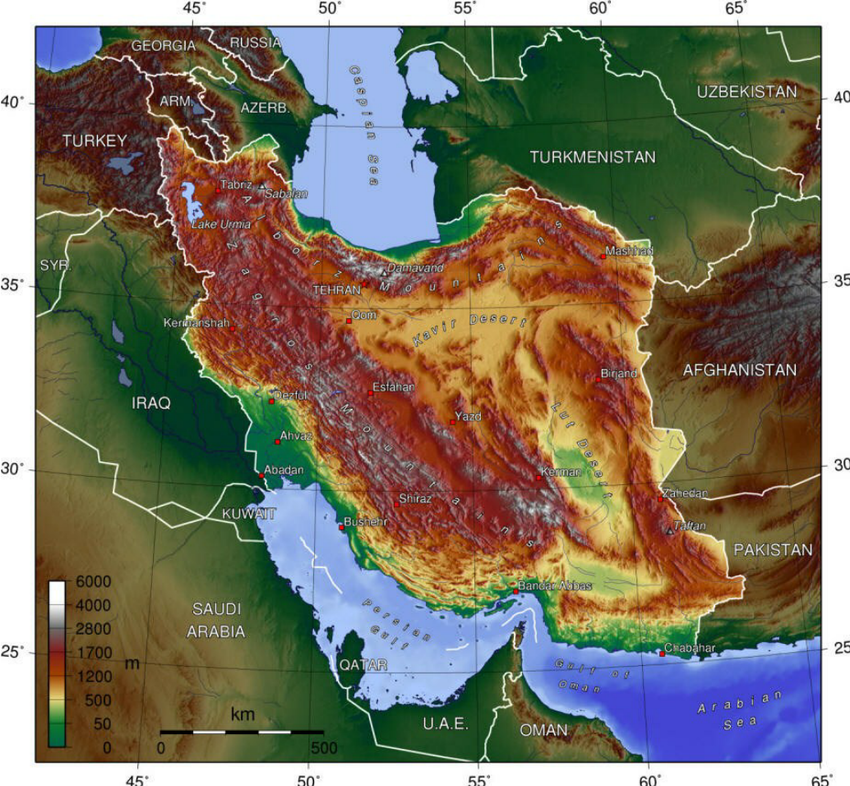 45°
50°
55°
60°
65°
GEORGIA
RUSSIA
Caspian Sea
UZBEKISTAN
40°
40
ARM.
AZERB.
TURKEY
TURKMENISTAN
Tabriz
Sabalan
Lake Urmia
Alborz Mountains
Mashhad
SYR.
Damavand
35°
35
TEHRAN
Zagros Mountains
Qom
Kavir Desert
Kermanshah
AFGHANISTAN
Birjand
Esfahan
IRAQ
Dezful
Yazd
Lut Desert
Ahvaz
30°
30
Abadan
Kerman
Zahedan
Shiraz
KUWAIT
Bushehr
Taftan
PAKISTAN
6000
4000
2800
1700
1200
500
50
0
m
Bandar Abbas
SAUDI
ARABIA
Persian
Gulf
Chabahar
25°
25
QATAR
Gulf of
Oman
Arabian
Sea
km
0
500
U.A.E.
OMAN
45°
50°
55°
60°
65°